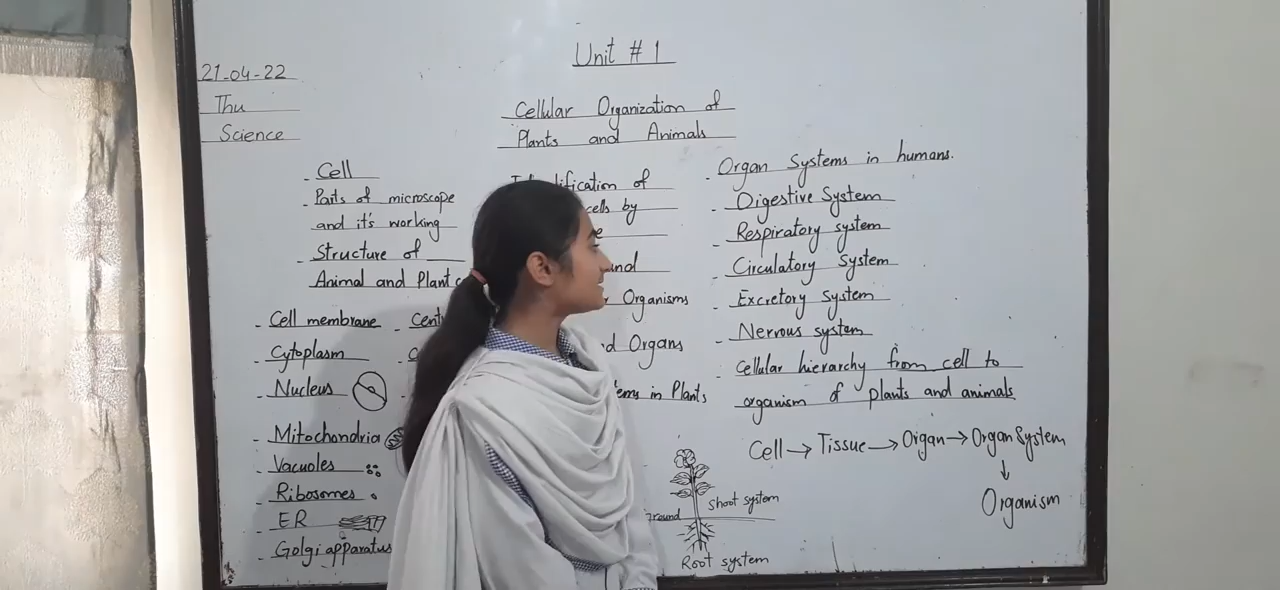 Unit # 1
21-04-22
Thu
Science
Cellular Organization of
Plants and Animals
- Cell
- Parts of microscope
and it's working
- Structure of
Animal and Plant
- Cell membrane
- Cytoplasm
- Nucleus
- Mitochondria
- Vacuoles
- Ribosomes
- ER
- Golgi apparatus
of
cells by
Organisms
Organs
in Plants
- Organ Systems in humans.
- Digestive System
- Respiratory system
- Circulatory System
- Excretory System
- Nervous system
- Cellular hierarchy from cell to
organism of plants and animals
Cell → Tissue → Organ → Organ System
↓
Organism
Shoot system
Ground
Root system